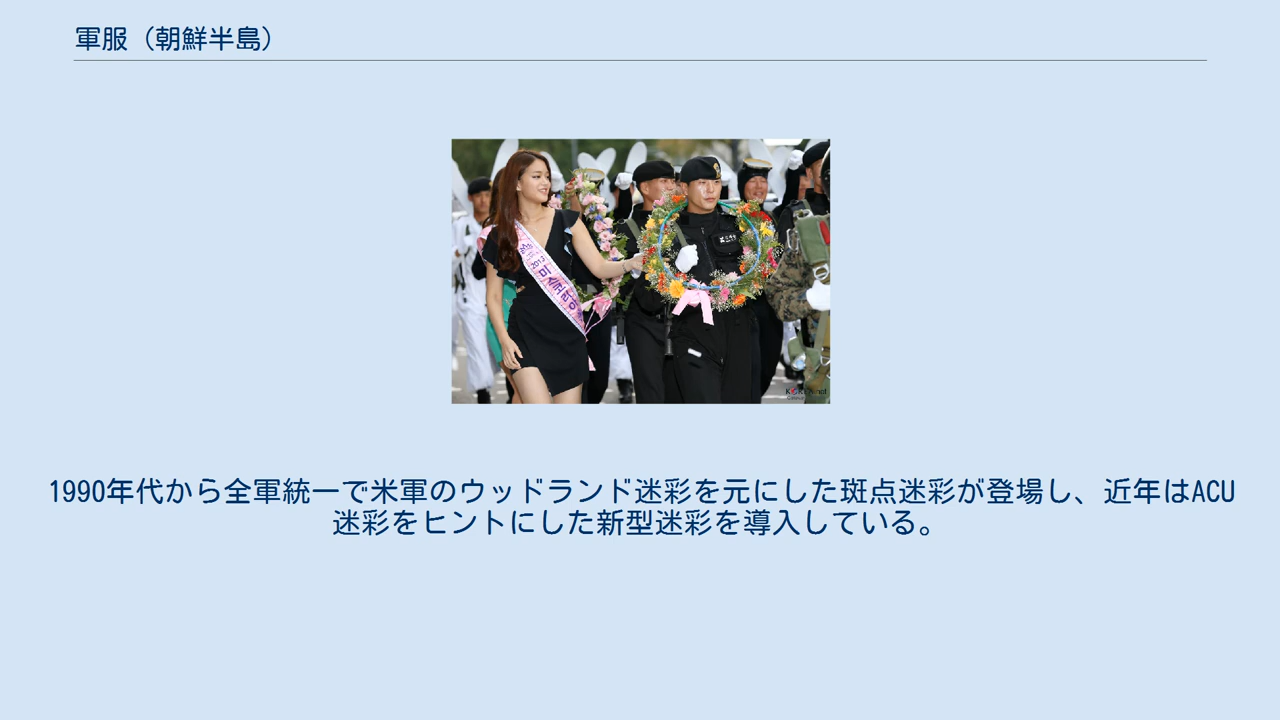 軍服（朝鮮半島）
1990年代から全軍統一で米軍のウッドランド迷彩を元にした斑点迷彩が登場し、近年はACU
迷彩をヒントにした新型迷彩を導入している。